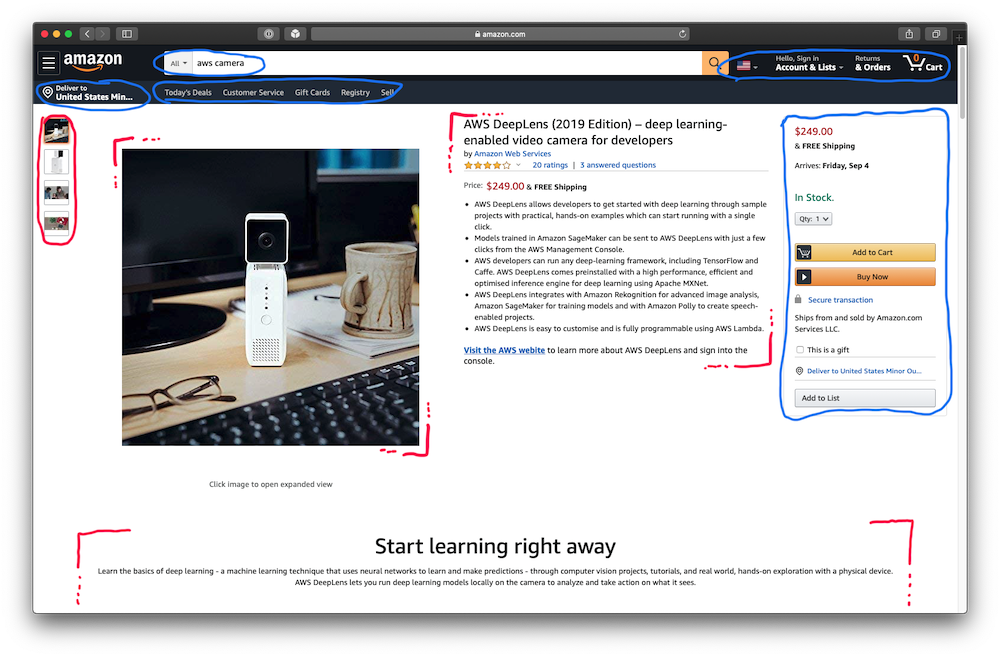 amazon.com
amazon
All
aws camera
Hello, Sign in
Account & Lists
Returns
& Orders
0
Cart
Deliver to
United States Min...
Today's Deals
Customer Service
Gift Cards
Registry
Sell
AWS DeepLens (2019 Edition) – deep learning-
enabled video camera for developers
by Amazon Web Services
20 ratings | 3 answered questions
Price: $249.00 & FREE Shipping
• AWS DeepLens allows developers to get started with deep learning through sample
projects with practical, hands-on examples which can start running with a single
click.
• Models trained in Amazon SageMaker can be sent to AWS DeepLens with just a few
clicks from the AWS Management Console.
• AWS developers can run any deep-learning framework, including TensorFlow and
Caffe. AWS DeepLens comes preinstalled with a high performance, efficient and
optimised inference engine for deep learning using Apache MXNet.
• AWS DeepLens integrates with Amazon Rekognition for advanced image analysis,
Amazon SageMaker for training models and with Amazon Polly to create speech-
enabled projects.
• AWS DeepLens is easy to customise and is fully programmable using AWS Lambda.
Visit the AWS webite to learn more about AWS DeepLens and sign into the
console.
$249.00
& FREE Shipping
Arrives: Friday, Sep 4
In Stock.
Qty: 1
Add to Cart
Buy Now
Secure transaction
Ships from and sold by Amazon.com
Services LLC.
This is a gift
Deliver to United States Minor Ou...
Add to List
Click image to open expanded view
Start learning right away
Learn the basics of deep learning - a machine learning technique that uses neural networks to learn and make predictions - through computer vision projects, tutorials, and real world, hands-on exploration with a physical device.
AWS DeepLens lets you run deep learning models locally on the camera to analyze and take action on what it sees.